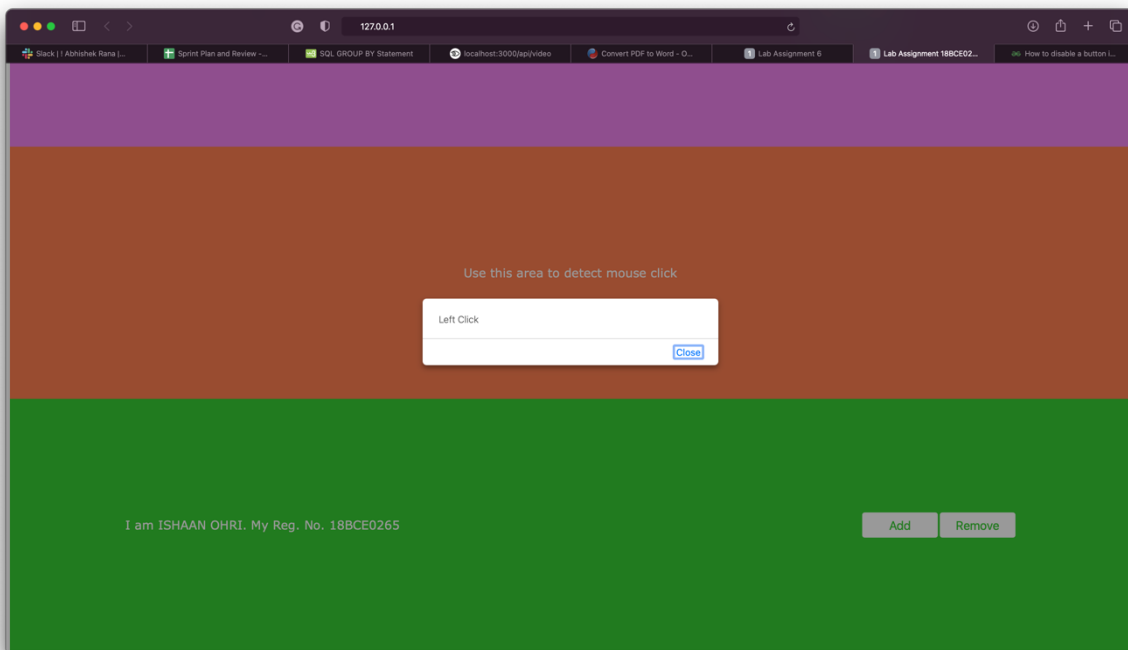 127.0.0.1
Slack | ! Abhishek Rana |...
Sprint Plan and Review -...
SQL GROUP BY Statement
localhost:3000/api/video
Convert PDF to Word - O...
1 Lab Assignment 6
1 Lab Assignment 18BCE02...
How to disable a button i...
Use this area to detect mouse click
Left Click
Close
I am ISHAAN OHRI. My Reg. No. 18BCE0265
Add
Remove